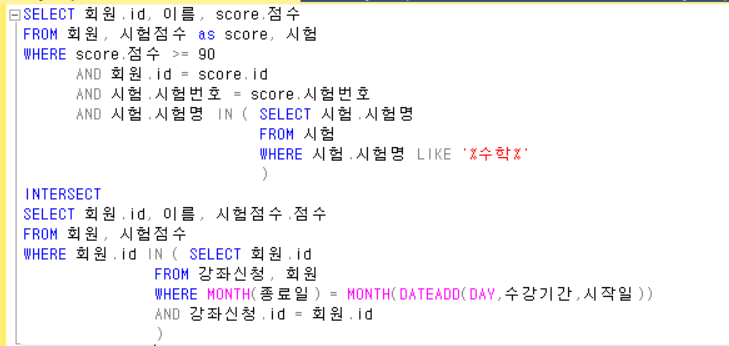 SELECT 회원.id, 이름, score.점수
FROM 회원, 시험점수 as score, 시험
WHERE score.점수 >= 90
AND 회원.id = score.id
AND 시험.시험번호 = score.시험번호
AND 시험.시험명 IN ( SELECT 시험.시험명
FROM 시험
WHERE 시험.시험명 LIKE '%수학%'
)
INTERSECT
SELECT 회원.id, 이름, 시험점수.점수
FROM 회원, 시험점수
WHERE 회원.id IN ( SELECT 회원.id
FROM 강좌신청, 회원
WHERE MONTH(종료일) = MONTH(DATEADD(DAY,수강기간,시작일))
AND 강좌신청.id = 회원.id
)